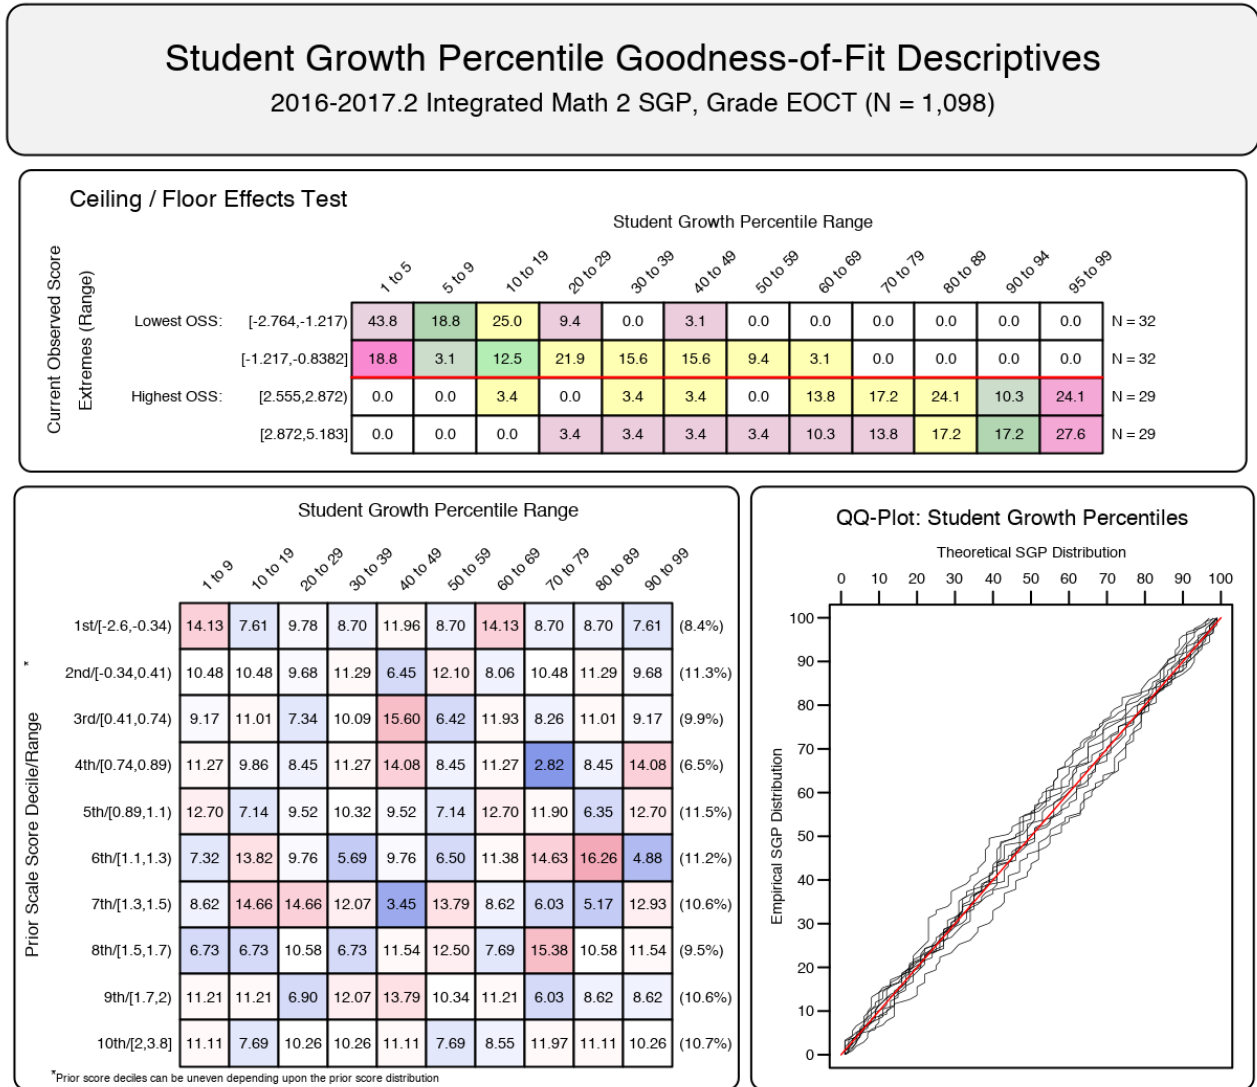 Student Growth Percentile Goodness-of-Fit Descriptives
2016-2017.2 Integrated Math 2 SGP, Grade EOCT (N = 1,098)
Ceiling / Floor Effects Test
Student Growth Percentile Range
Current Observed Score
Extremes (Range)
1 to 5 5 to 9 10 to 19 20 to 29 30 to 39 40 to 49 50 to 59 60 to 69 70 to 79 80 to 89 90 to 94 95 to 99
Lowest OSS: [-2.764,-1.217) 43.8 18.8 25.0 9.4 0.0 3.1 0.0 0.0 0.0 0.0 0.0 0.0 N = 32
[-1.217,-0.8382] 18.8 3.1 12.5 21.9 15.6 15.6 9.4 3.1 0.0 0.0 0.0 0.0 N = 32
Highest OSS: [2.555,2.872) 0.0 0.0 3.4 0.0 3.4 3.4 0.0 13.8 17.2 24.1 10.3 24.1 N = 29
[2.872,5.183] 0.0 0.0 0.0 3.4 3.4 3.4 3.4 10.3 13.8 17.2 17.2 27.6 N = 29
Student Growth Percentile Range
1 to 9 10 to 19 20 to 29 30 to 39 40 to 49 50 to 59 60 to 69 70 to 79 80 to 89 90 to 99
Prior Scale Score Decile/Range *
1st/[-2.6,-0.34) 14.13 7.61 9.78 8.70 11.96 8.70 14.13 8.70 8.70 7.61 (8.4%)
2nd/[-0.34,0.41) 10.48 10.48 9.68 11.29 6.45 12.10 8.06 10.48 11.29 9.68 (11.3%)
3rd/[0.41,0.74) 9.17 11.01 7.34 10.09 15.60 6.42 11.93 8.26 11.01 9.17 (9.9%)
4th/[0.74,0.89) 11.27 9.86 8.45 11.27 14.08 8.45 11.27 2.82 8.45 14.08 (6.5%)
5th/[0.89,1.1) 12.70 7.14 9.52 10.32 9.52 7.14 12.70 11.90 6.35 12.70 (11.5%)
6th/[1.1,1.3) 7.32 13.82 9.76 5.69 9.76 6.50 11.38 14.63 16.26 4.88 (11.2%)
7th/[1.3,1.5) 8.62 14.66 14.66 12.07 3.45 13.79 8.62 6.03 5.17 12.93 (10.6%)
8th/[1.5,1.7) 6.73 6.73 10.58 6.73 11.54 12.50 7.69 15.38 10.58 11.54 (9.5%)
9th/[1.7,2) 11.21 11.21 6.90 12.07 13.79 10.34 11.21 6.03 8.62 8.62 (10.6%)
10th/[2,3.8] 11.11 7.69 10.26 10.26 11.11 7.69 8.55 11.97 11.11 10.26 (10.7%)
*Prior score deciles can be uneven depending upon the prior score distribution
QQ-Plot: Student Growth Percentiles
Theoretical SGP Distribution
0 10 20 30 40 50 60 70 80 90 100
Empirical SGP Distribution
100
90
80
70
60
50
40
30
20
10
0